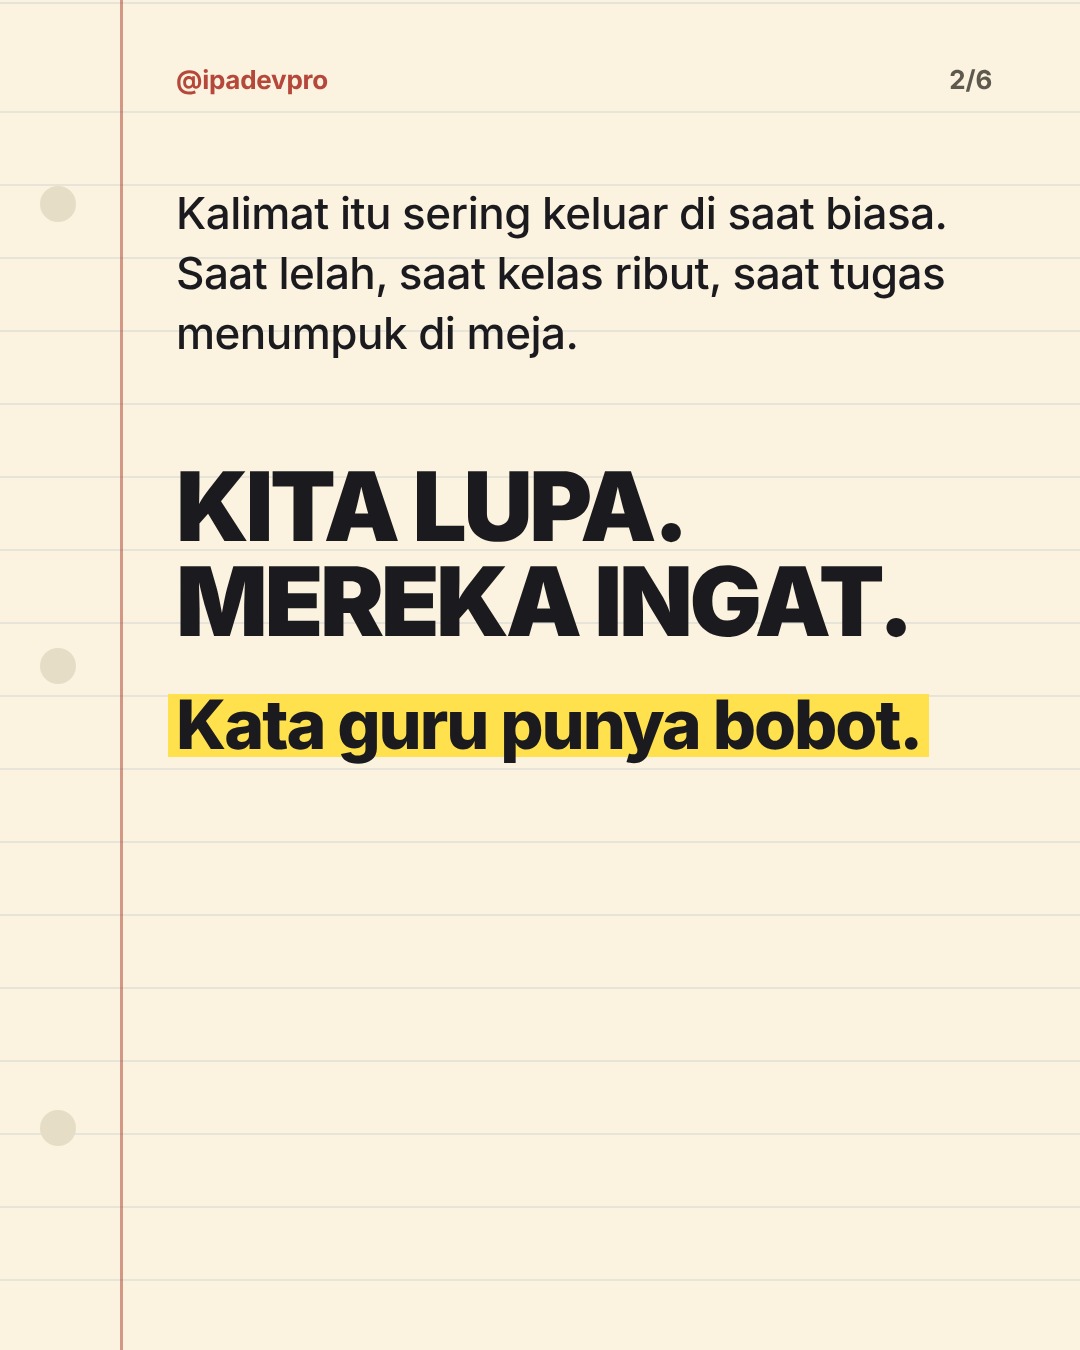 @ipadevpro
2/6
Kalimat itu sering keluar di saat biasa.
Saat lelah, saat kelas ribut, saat tugas
menumpuk di meja.
KITA LUPA.
MEREKA INGAT.
Kata guru punya bobot.